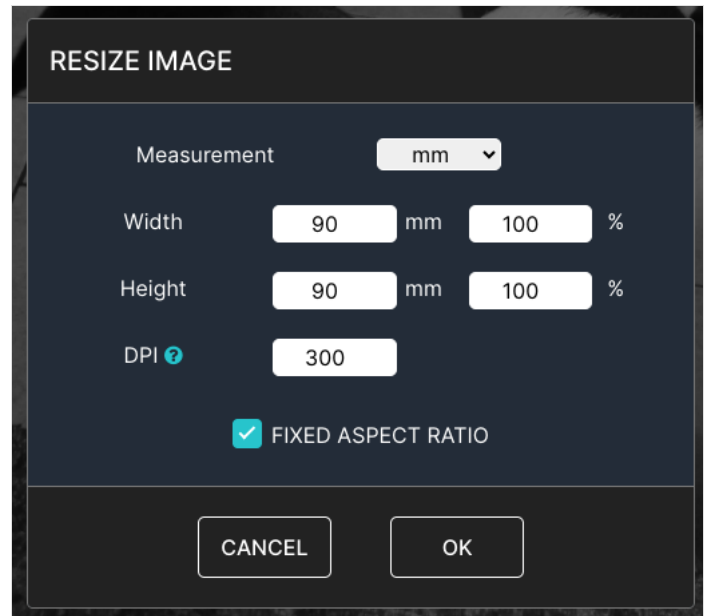 RESIZE IMAGE
Measurement mm
Width 90 mm 100 %
Height 90 mm 100 %
DPI ? 300
FIXED ASPECT RATIO
CANCEL OK